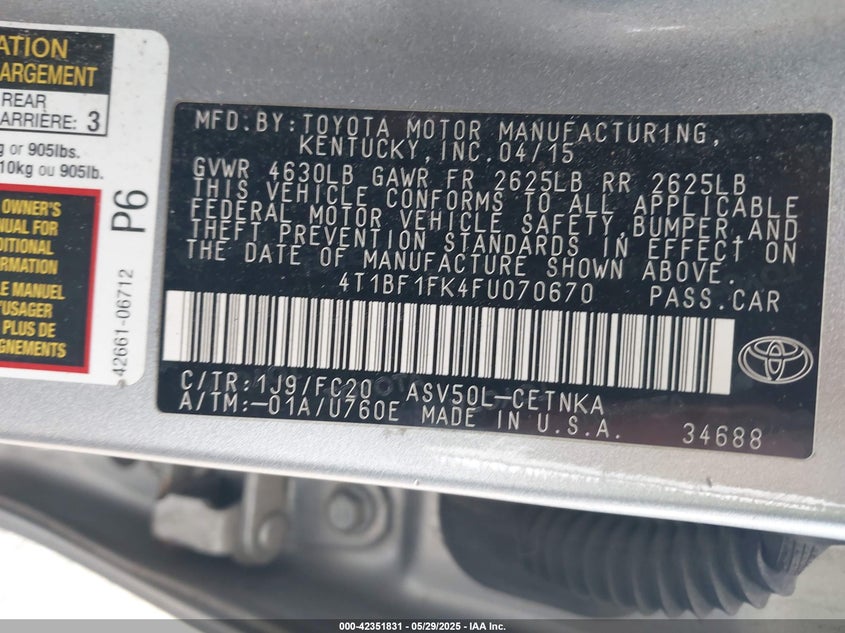 ATION
ARGEMENT
REAR
ARRIÈRE: 3
g or 905lbs.
10kg ou 905lb.
OWNER'S
ANUAL FOR
DITIONAL
ORMATION
LE MANUEL
'USAGER
PLUS DE
GNEMENTS
P6
42661-06712
MFD.BY:TOYOTA MOTOR MANUFACTURING,
KENTUCKY,INC.04/15
GVWR 4630LB GAWR FR 2625LB RR 2625LB
THIS VEHICLE CONFORMS TO ALL APPLICABLE
FEDERAL MOTOR VEHICLE SAFETY,BUMPER,AND
THEFT PREVENTION STANDARDS IN EFFECT ON
THE DATE OF MANUFACTURE SHOWN ABOVE.
4T1BF1FK4FU070670 PASS.CAR
C/TR:1J9/FC20 ASV50L-CETNKA
A/TM:-01A/U760E MADE IN U.S.A. 34688
000-42351831 - 05/29/2025 - IAA Inc.